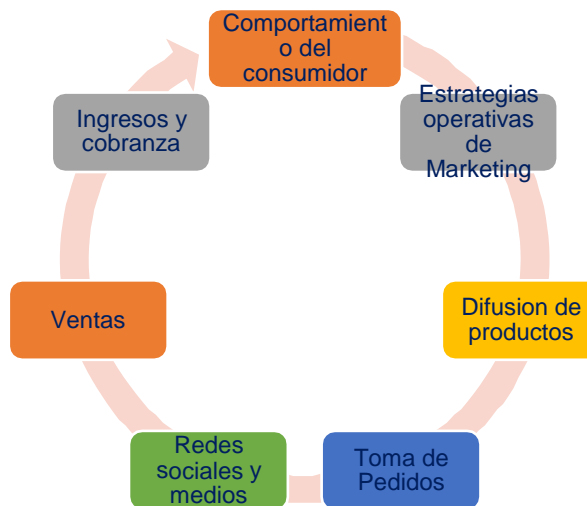 Comportamient
o del
consumidor
Estrategias
operativas
de
Marketing
Difusion de
productos
Toma de
Pedidos
Redes
sociales y
medios
Ventas
Ingresos y
cobranza